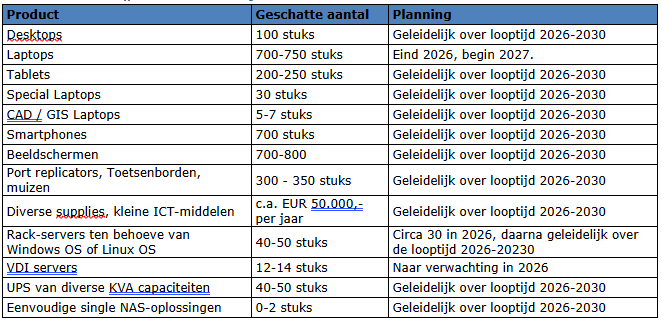 Product Geschatte aantal Planning
Desktops 100 stuks Geleidelijk over looptijd 2026-2030
Laptops 700-750 stuks Eind 2026, begin 2027.
Tablets 200-250 stuks Geleidelijk over looptijd 2026-2030
Special Laptops 30 stuks Geleidelijk over looptijd 2026-2030
CAD / GIS Laptops 5-7 stuks Geleidelijk over looptijd 2026-2030
Smartphones 700 stuks Geleidelijk over looptijd 2026-2030
Beeldschermen 700-800 Geleidelijk over looptijd 2026-2030
Port replicators, Toetsenborden,
muizen 300 - 350 stuks Geleidelijk over looptijd 2026-2030
Diverse supplies, kleine ICT-middelen c.a. EUR 50.000,-
per jaar Geleidelijk over looptijd 2026-2030
Rack-servers ten behoeve van
Windows OS of Linux OS 40-50 stuks Circa 30 in 2026, daarna geleidelijk over
de looptijd 2026-20230
VDI servers 12-14 stuks Naar verwachting in 2026
UPS van diverse KVA capaciteiten 40-50 stuks Geleidelijk over looptijd 2026-2030
Eenvoudige single NAS-oplossingen 0-2 stuks Geleidelijk over looptijd 2026-2030